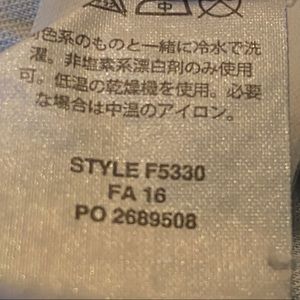 中
同色系のものと一緒に冷水で洗
濯。非塩素系漂白剤のみ使用
可。低温の乾燥機を使用。必要
な場合は中温のアイロン。
STYLE F5330
FA 16
PO 2689508